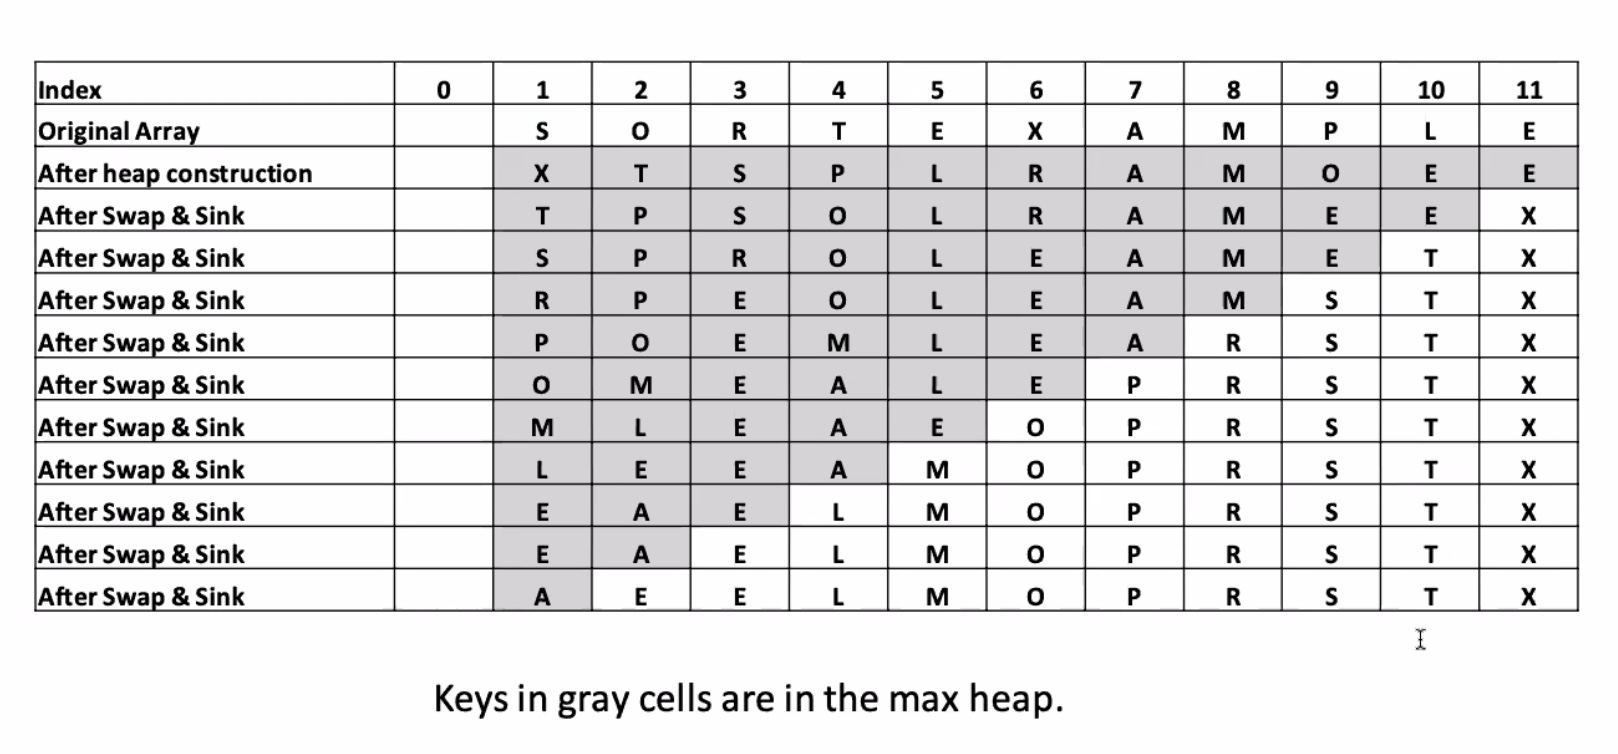 Index 0 1 2 3 4 5 6 7 8 9 10 11
Original Array S O R T E X A M P L E
After heap construction X T S P L R A M O E E
After Swap & Sink T P S O L R A M E E X
After Swap & Sink S P R O L E A M E T X
After Swap & Sink R P E O L E A M S T X
After Swap & Sink P O E M L E A R S T X
After Swap & Sink O M E A L E P R S T X
After Swap & Sink M L E A E O P R S T X
After Swap & Sink L E E A M O P R S T X
After Swap & Sink E A E L M O P R S T X
After Swap & Sink E A E L M O P R S T X
After Swap & Sink A E E L M O P R S T X
Keys in gray cells are in the max heap.